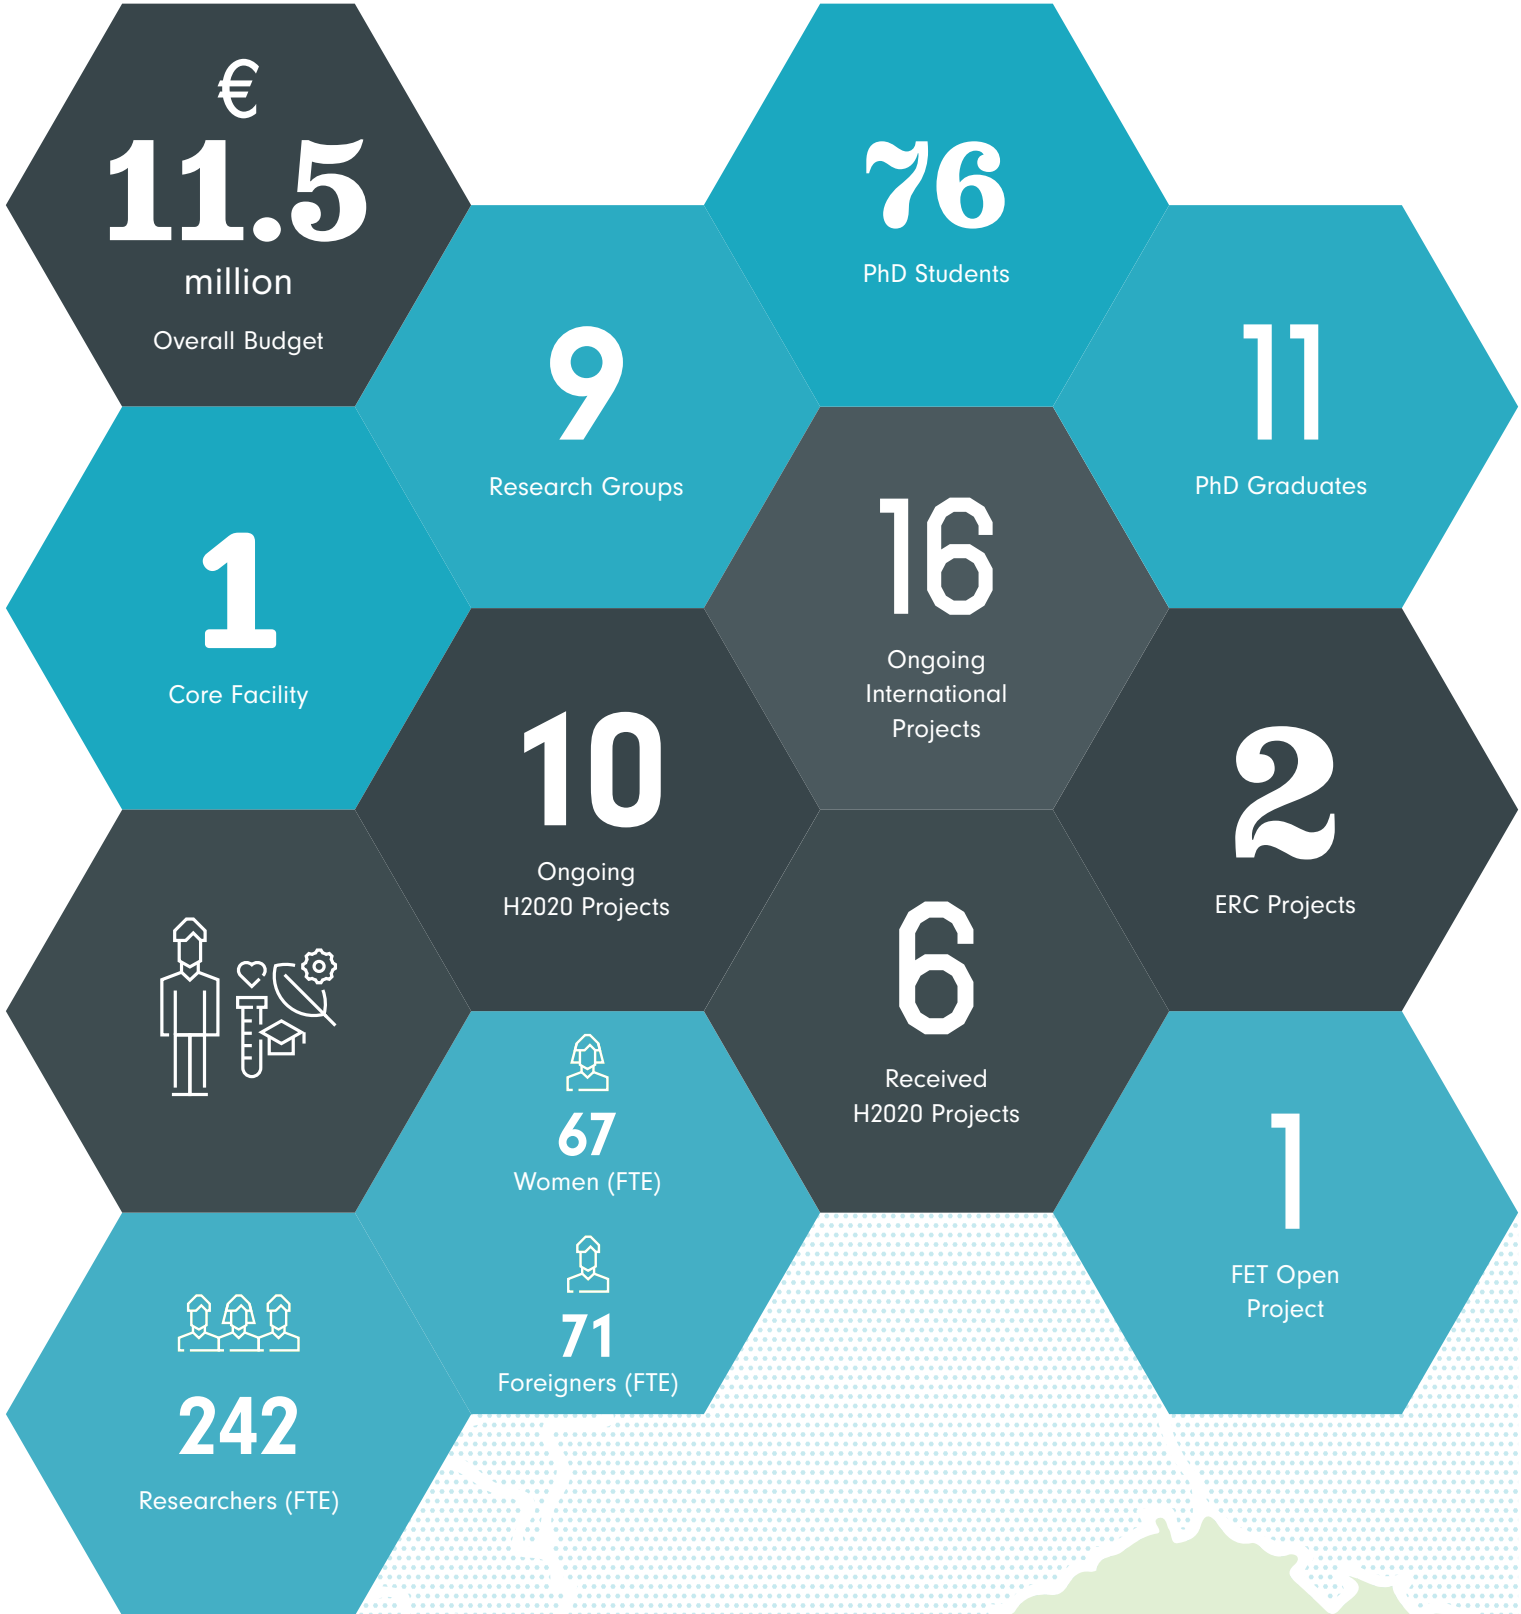 €
11.5
million
Overall Budget
76
PhD Students
9
Research Groups
11
PhD Graduates
1
Core Facility
16
Ongoing
International
Projects
10
Ongoing
H2020 Projects
2
ERC Projects
6
Received
H2020 Projects
67
Women (FTE)
71
Foreigners (FTE)
1
FET Open
Project
242
Researchers (FTE)